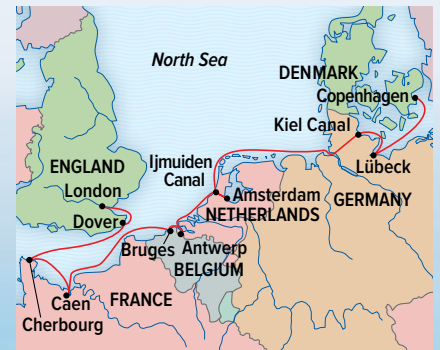 North Sea
DENMARK
Copenhagen
Kiel Canal
Lübeck
ENGLAND
London
Ijmuiden
Canal
Amsterdam
NETHERLANDS
GERMANY
Dover
Bruges
Antwerp
BELGIUM
Caen
FRANCE
Cherbourg